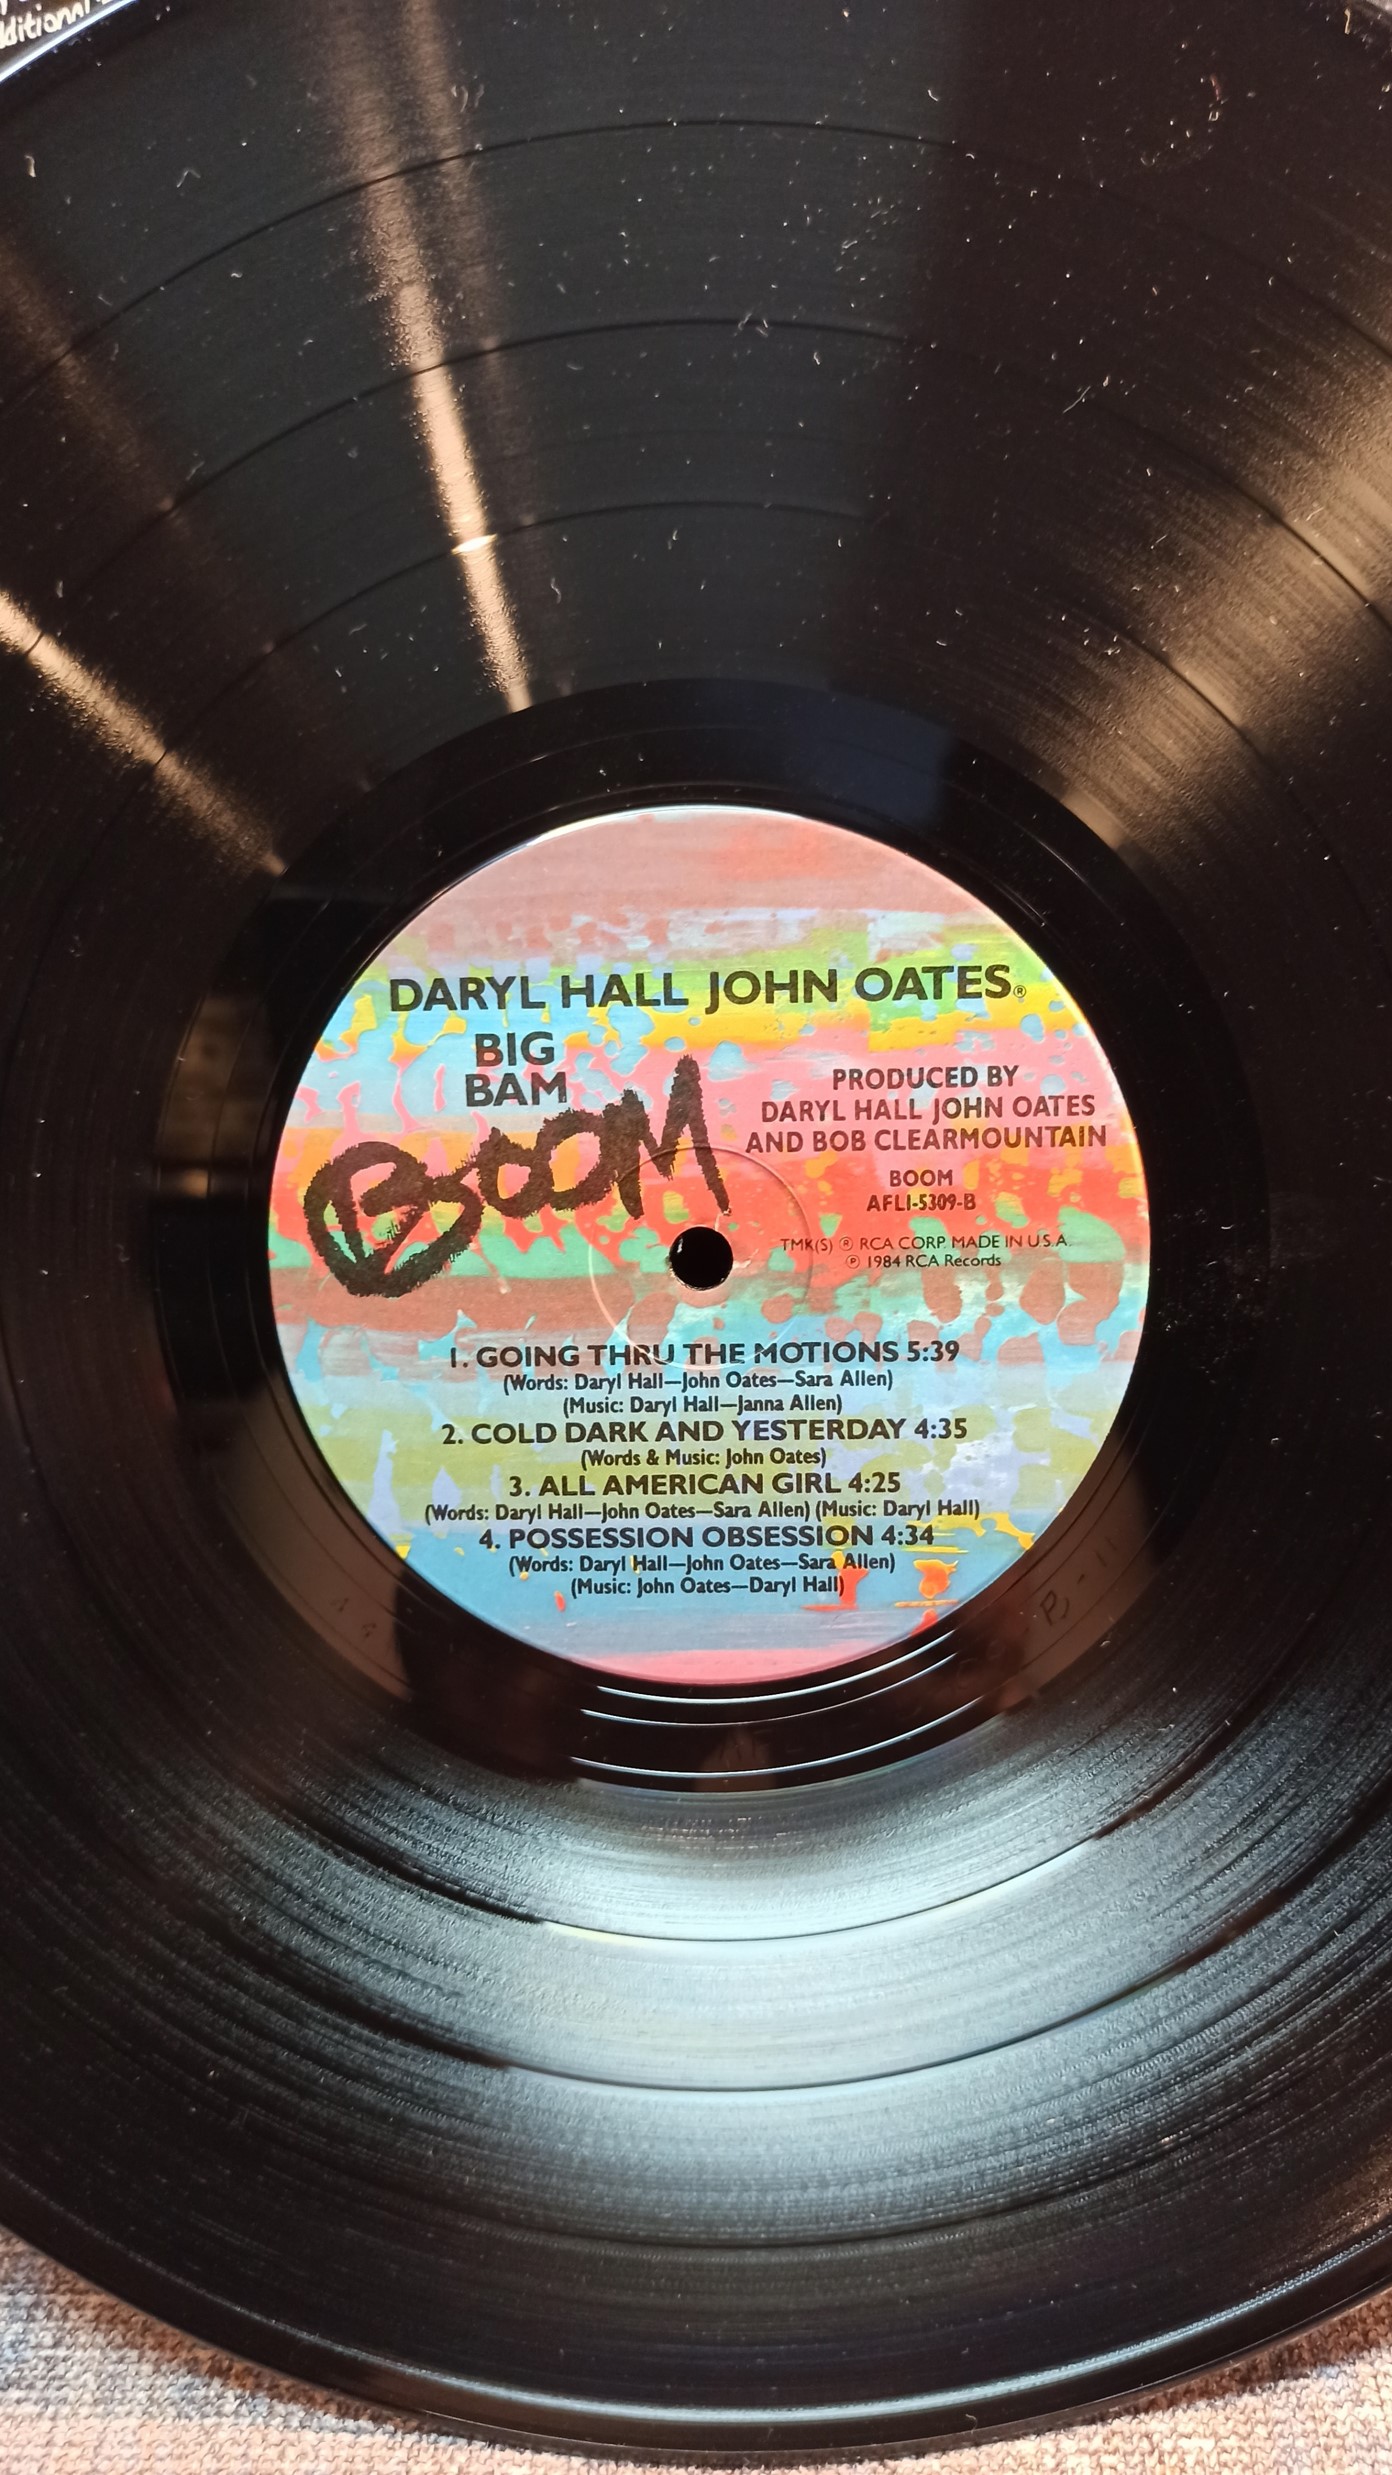 dditional
DARYL HALL JOHN OATES®
BIG
BAM
BOOM
PRODUCED BY
DARYL HALL JOHN OATES
AND BOB CLEARMOUNTAIN
BOOM
AFL1-5309-B
TMK(S) ® RCA CORP. MADE IN U.S.A.
℗ 1984 RCA Records
1. GOING THRU THE MOTIONS 5:39
(Words: Daryl Hall—John Oates—Sara Allen)
(Music: Daryl Hall—Janna Allen)
2. COLD DARK AND YESTERDAY 4:35
(Words & Music: John Oates)
3. ALL AMERICAN GIRL 4:25
(Words: Daryl Hall—John Oates—Sara Allen) (Music: Daryl Hall)
4. POSSESSION OBSESSION 4:34
(Words: Daryl Hall—John Oates—Sara Allen)
(Music: John Oates—Daryl Hall)